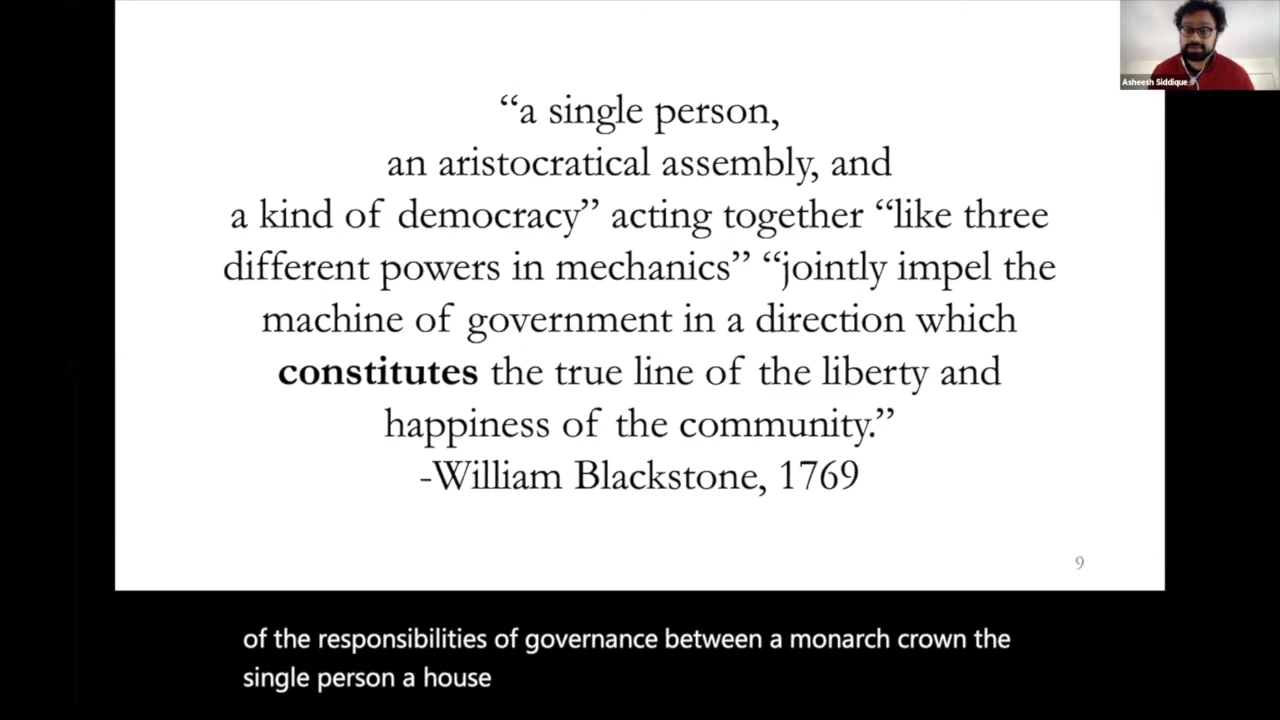 Asheesh Siddique
“a single person,
an aristocratical assembly, and
a kind of democracy” acting together “like three
different powers in mechanics” “jointly impel the
machine of government in a direction which
constitutes the true line of the liberty and
happiness of the community.”
-William Blackstone, 1769
9
of the responsibilities of governance between a monarch crown the
single person a house